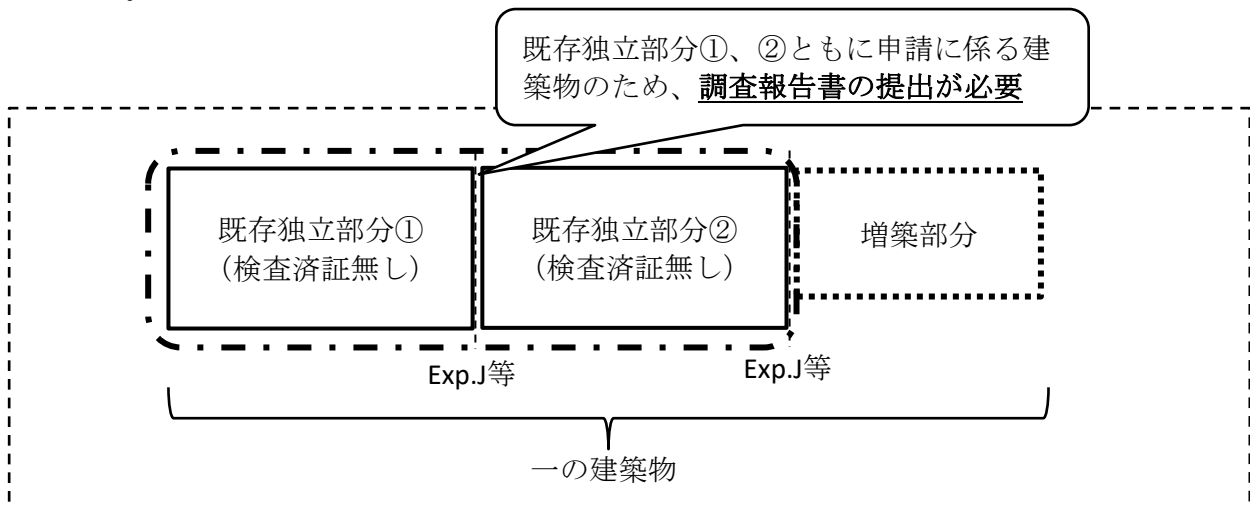 既存独立部分①、②ともに申請に係る建
築物のため、調査報告書の提出が必要
既存独立部分①
（検査済証無し）
既存独立部分②
（検査済証無し）
増築部分
Exp.J等
Exp.J等
一の建築物